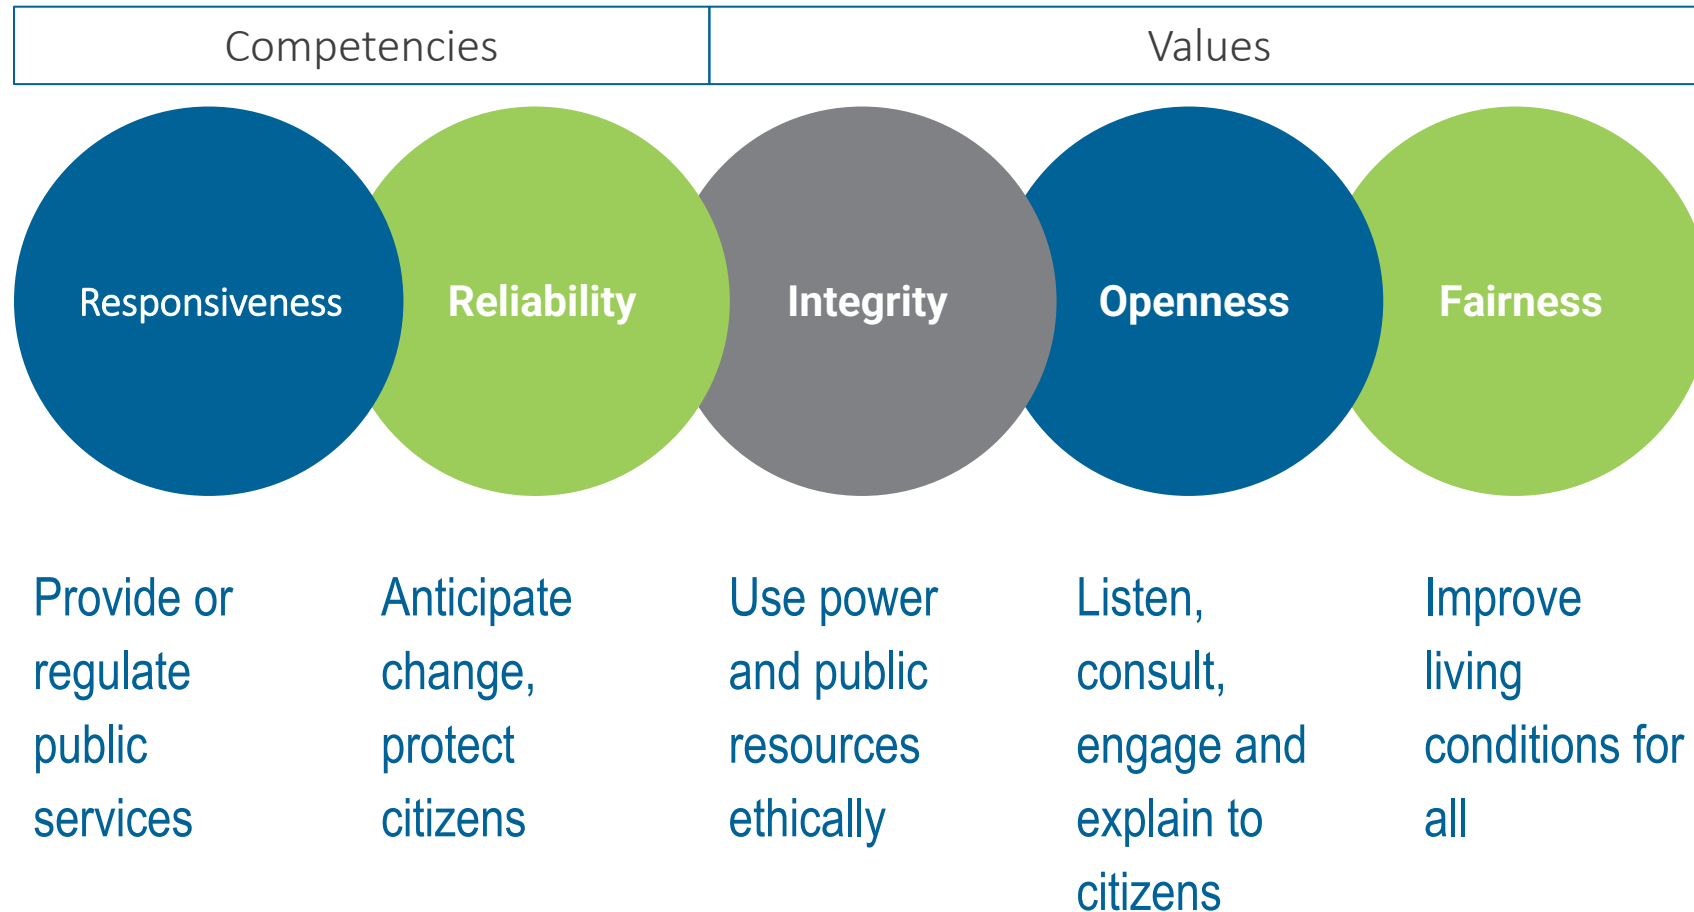 Competencies
Values
Responsiveness
Reliability
Integrity
Openness
Fairness
Provide or
regulate
public
services
Anticipate
change,
protect
citizens
Use power
and public
resources
ethically
Listen,
consult,
engage and
explain to
citizens
Improve
living
conditions for
all